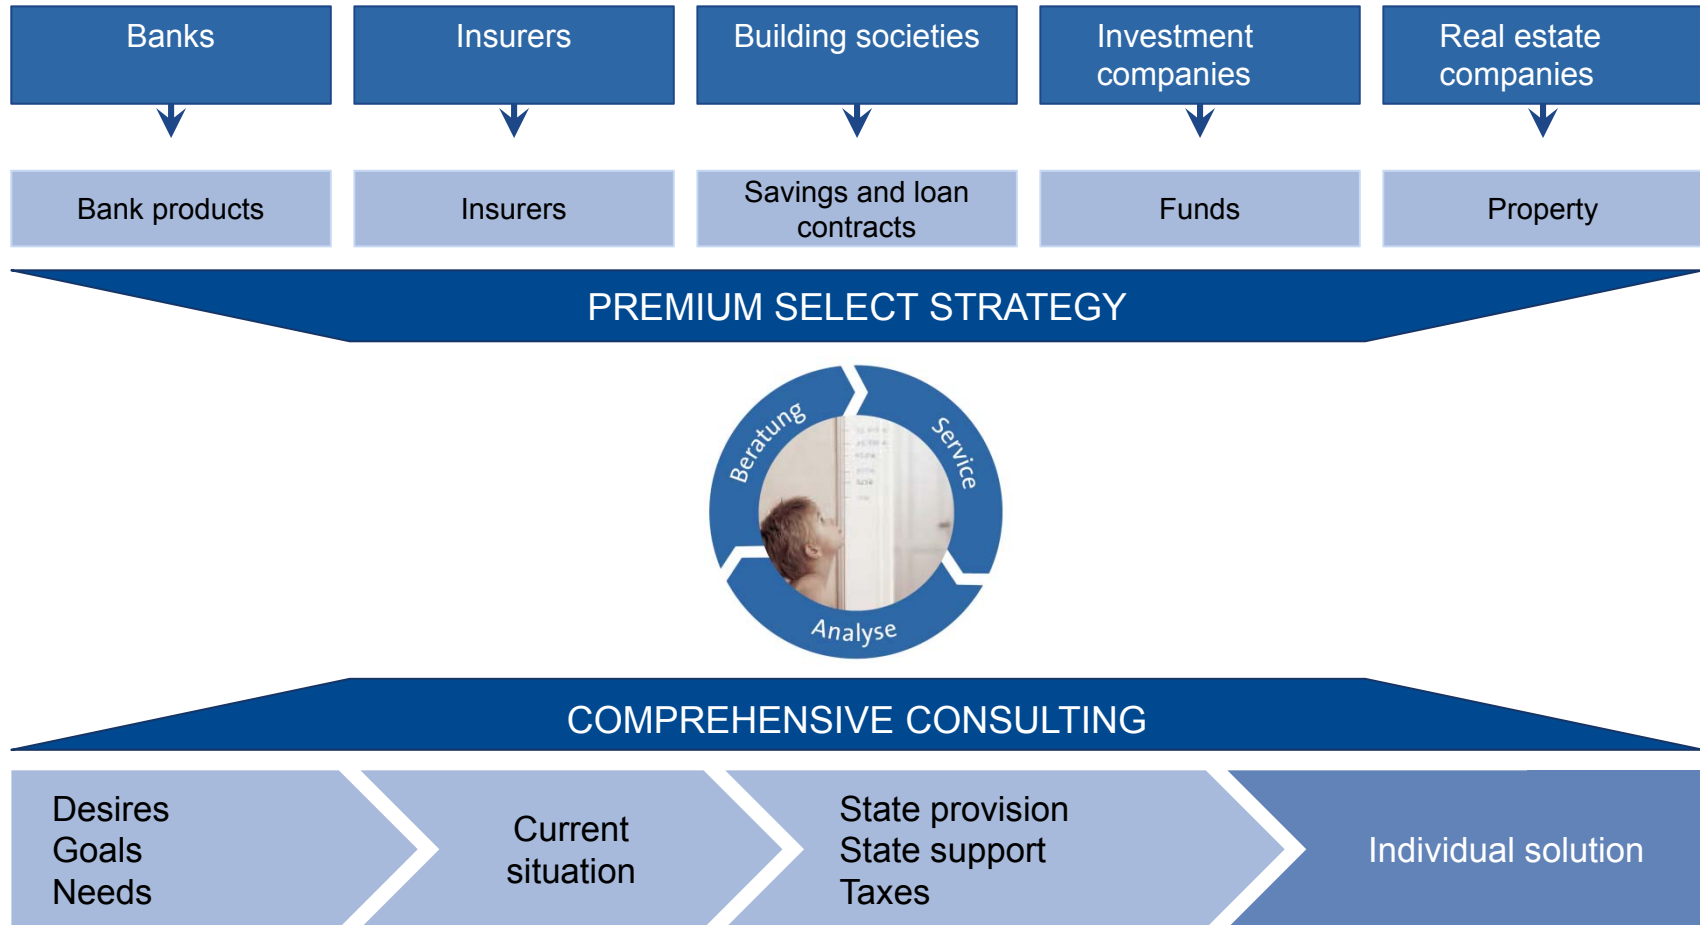 Banks
Insurers
Building societies
Investment
companies
Real estate
companies
Bank products
Insurers
Savings and loan
contracts
Funds
Property
PREMIUM SELECT STRATEGY
Beratung
Service
Analyse
COMPREHENSIVE CONSULTING
Desires
Goals
Needs
Current
situation
State provision
State support
Taxes
Individual solution